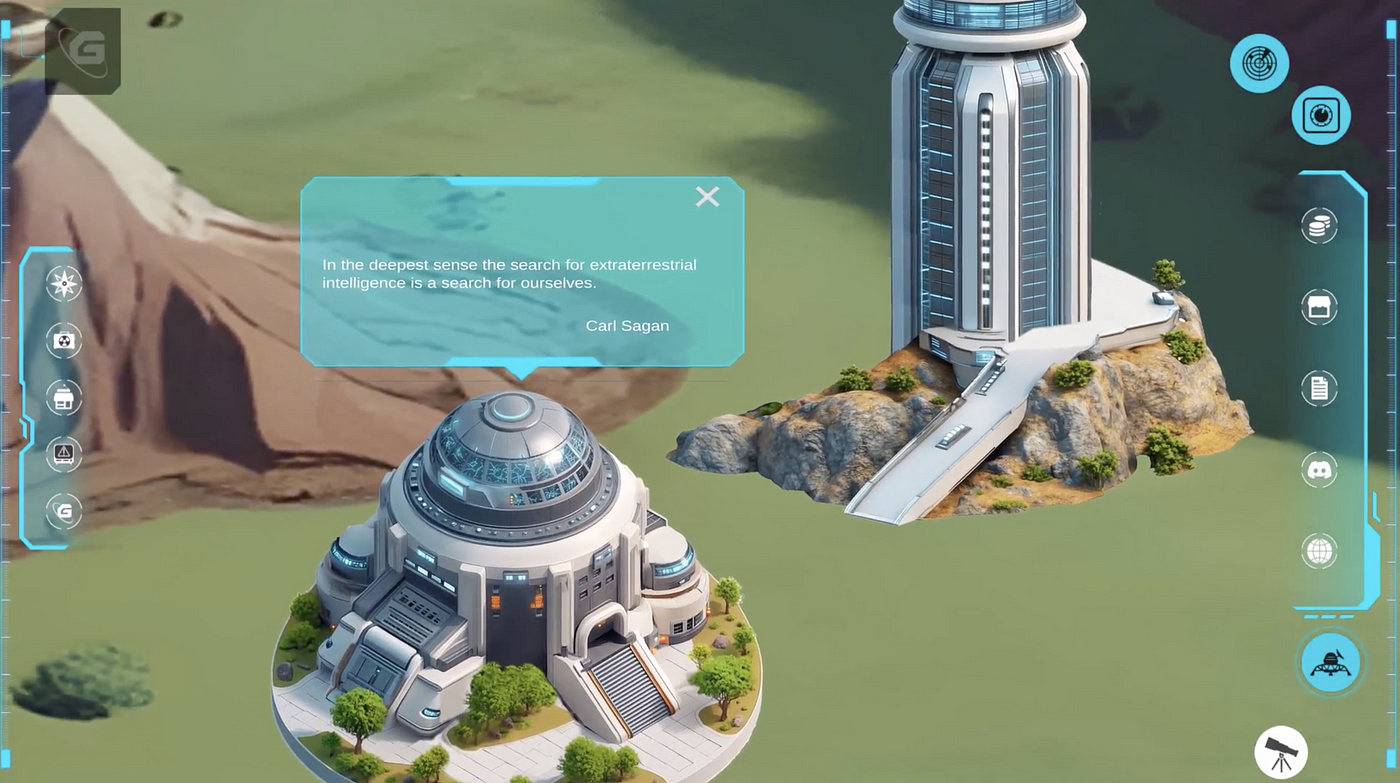 G
In the deepest sense the search for extraterrestrial
intelligence is a search for ourselves.
Carl Sagan
G